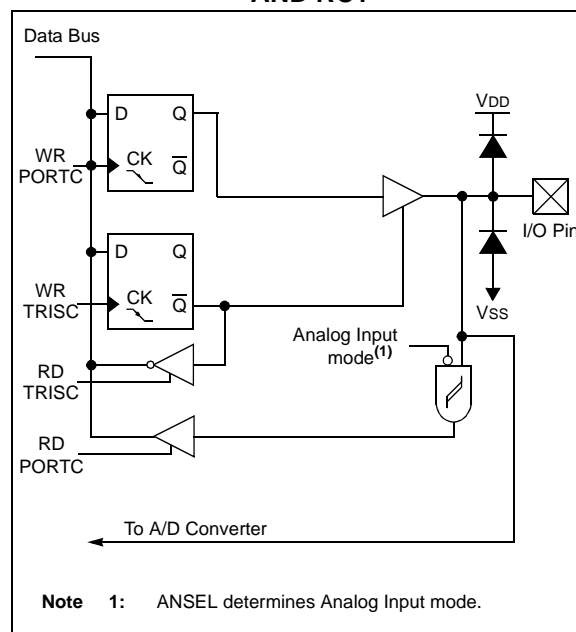 AND RC1
Data Bus
D Q
CK Q
WR
PORTC
VDD
I/O Pin
D Q
CK Q
WR
TRISC
VSS
Analog Input
mode(1)
RD
TRISC
RD
PORTC
To A/D Converter
Note 1: ANSEL determines Analog Input mode.